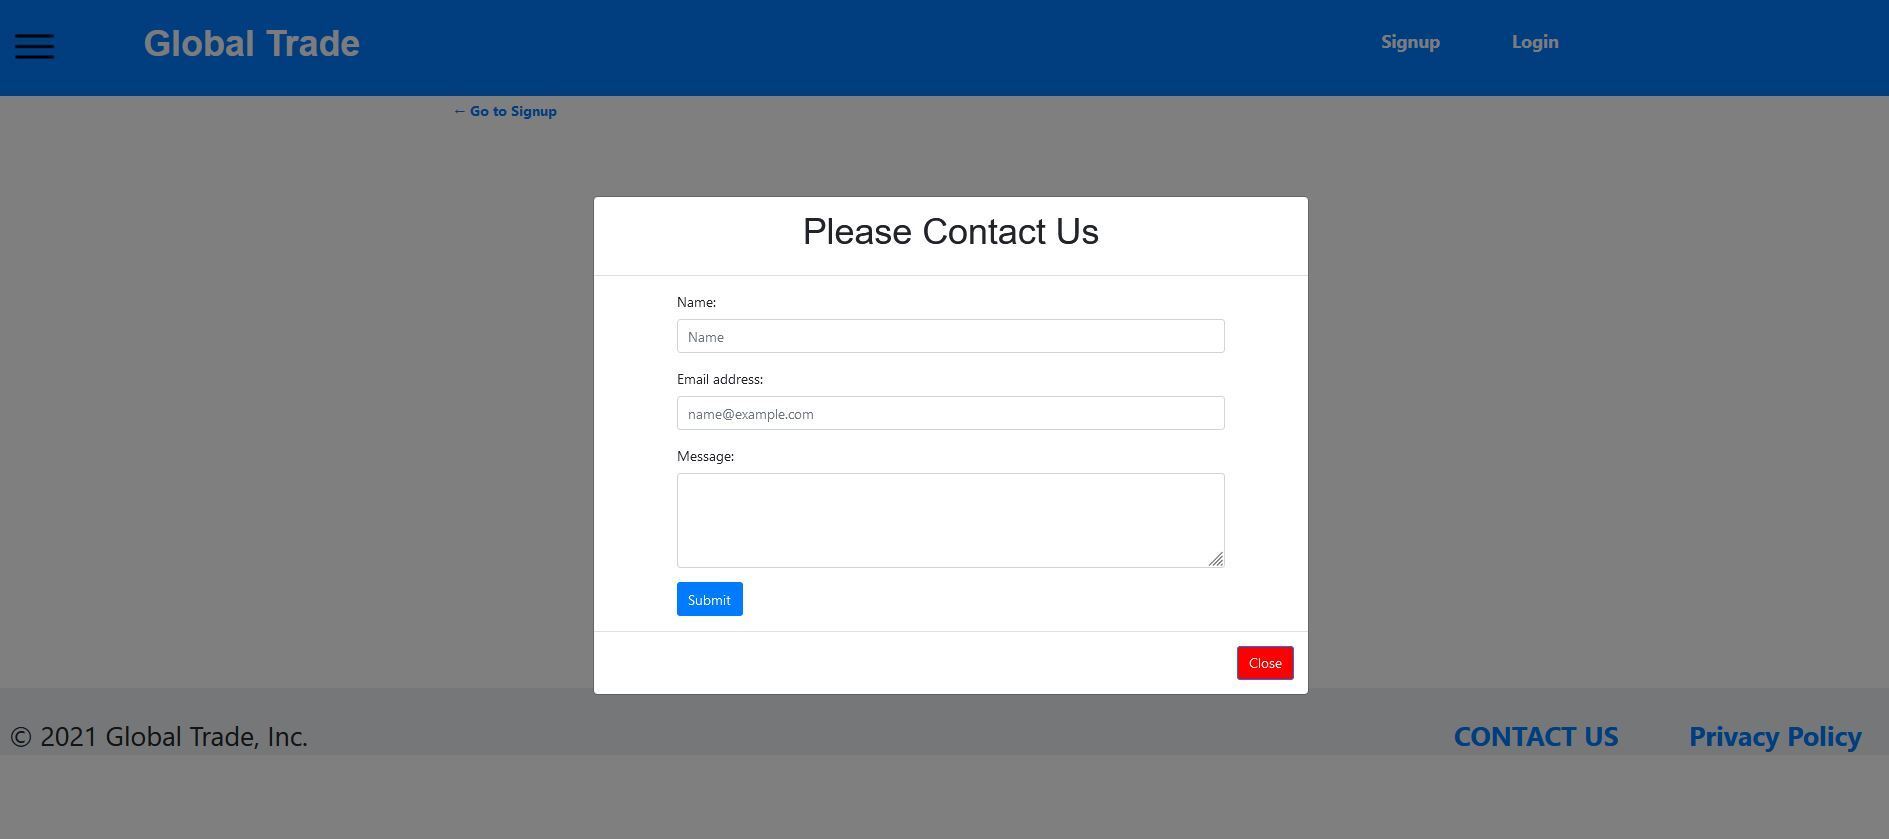 Global Trade
Signup
Login
← Go to Signup
Please Contact Us
Name:
Name
Email address:
name@example.com
Message:
Submit
Close
© 2021 Global Trade, Inc.
CONTACT US
Privacy Policy